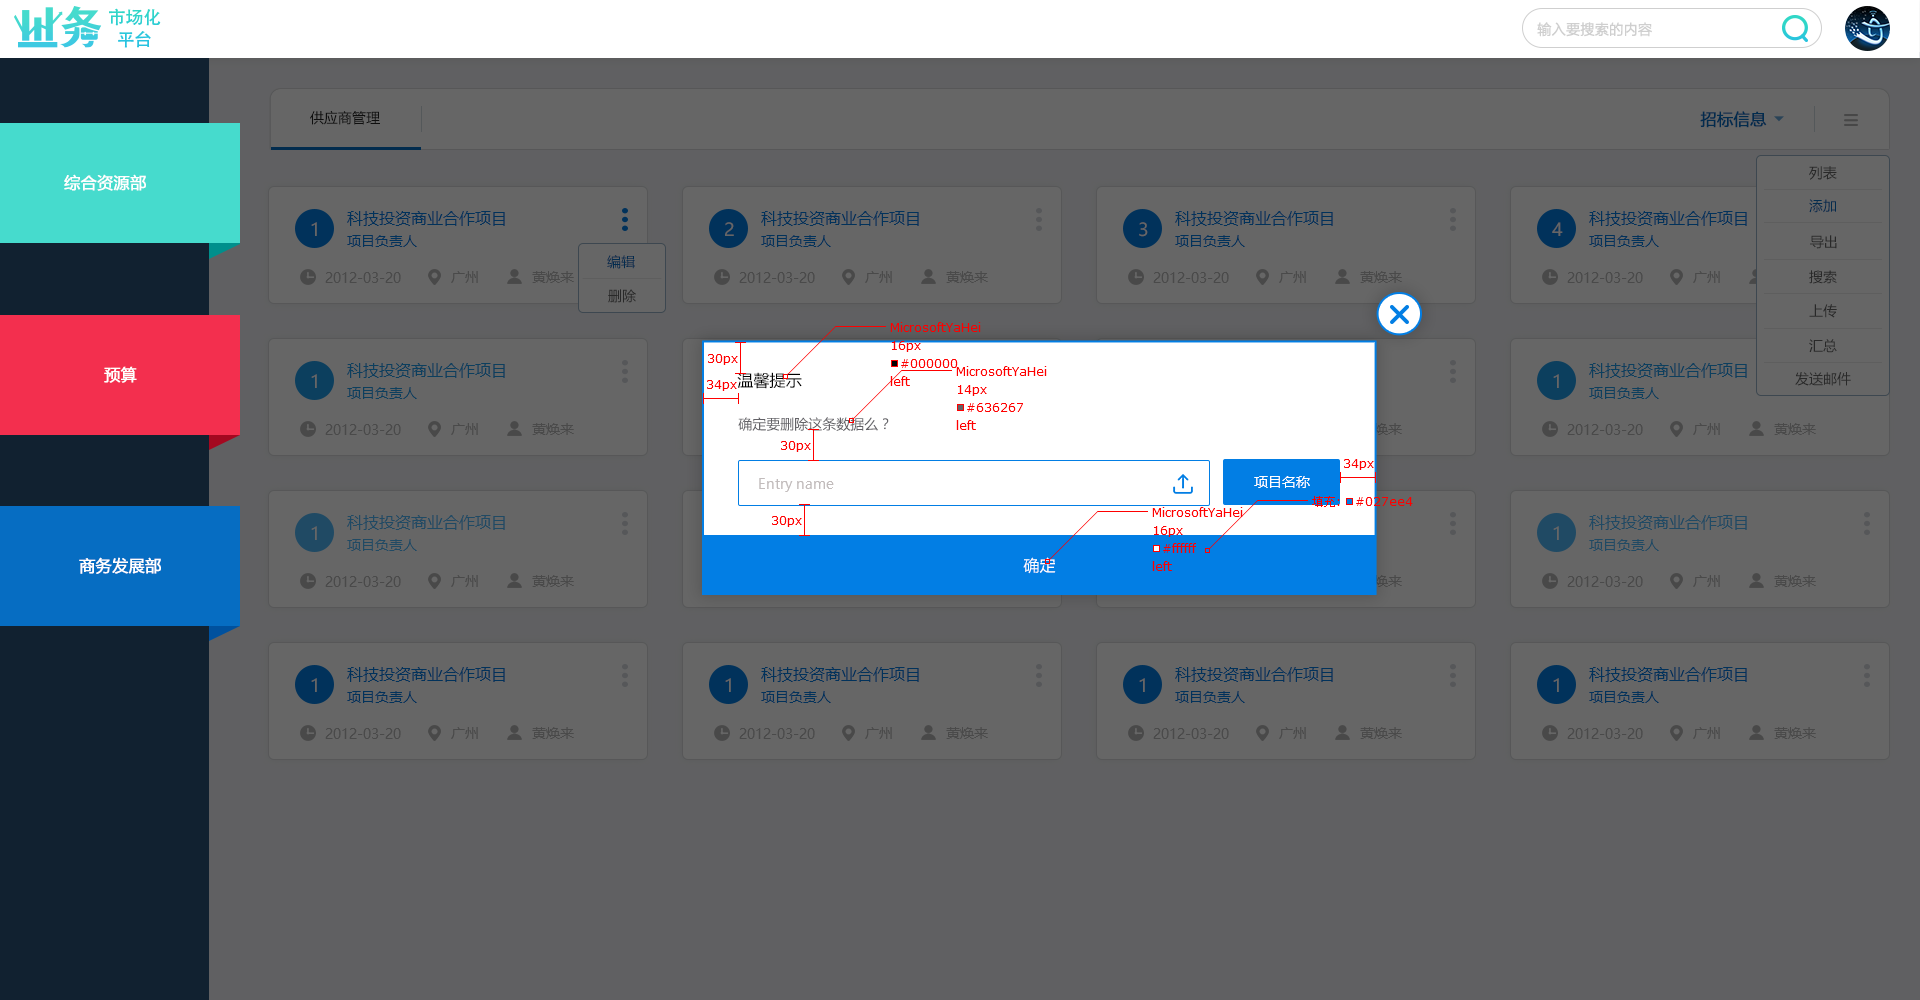 业务 市场化
平台
输入要搜索的内容
综合资源部
预算
商务发展部
供应商管理
招标信息
列表
添加
导出
搜索
上传
汇总
发送邮件
1 科技投资商业合作项目
项目负责人
2012-03-20 广州 黄焕来
编辑
删除
2 科技投资商业合作项目
项目负责人
2012-03-20 广州 黄焕来
3 科技投资商业合作项目
项目负责人
2012-03-20 广州 黄焕来
4 科技投资商业合作项目
项目负责人
2012-03-20 广州
1 科技投资商业合作项目
项目负责人
2012-03-20 广州 黄焕来
1 科技投资商业合作项目
项目负责人
2012-03-20 广州 黄焕来
1 科技投资商业合作项目
项目负责人
2012-03-20 广州 黄焕来
焕来
1 科技投资商业合作项目
项目负责人
2012-03-20 广州 黄焕来
焕来
1 科技投资商业合作项目
项目负责人
2012-03-20 广州 黄焕来
1 科技投资商业合作项目
项目负责人
2012-03-20 广州 黄焕来
1 科技投资商业合作项目
项目负责人
2012-03-20 广州 黄焕来
1 科技投资商业合作项目
项目负责人
2012-03-20 广州 黄焕来
MicrosoftYaHei
16px
#000000
left
30px
34px
温馨提示
MicrosoftYaHei
14px
#636267
left
确定要删除这条数据么？
30px
Entry name
项目名称
34px
填充: #027ee4
30px
MicrosoftYaHei
16px
#ffffff
left
确定